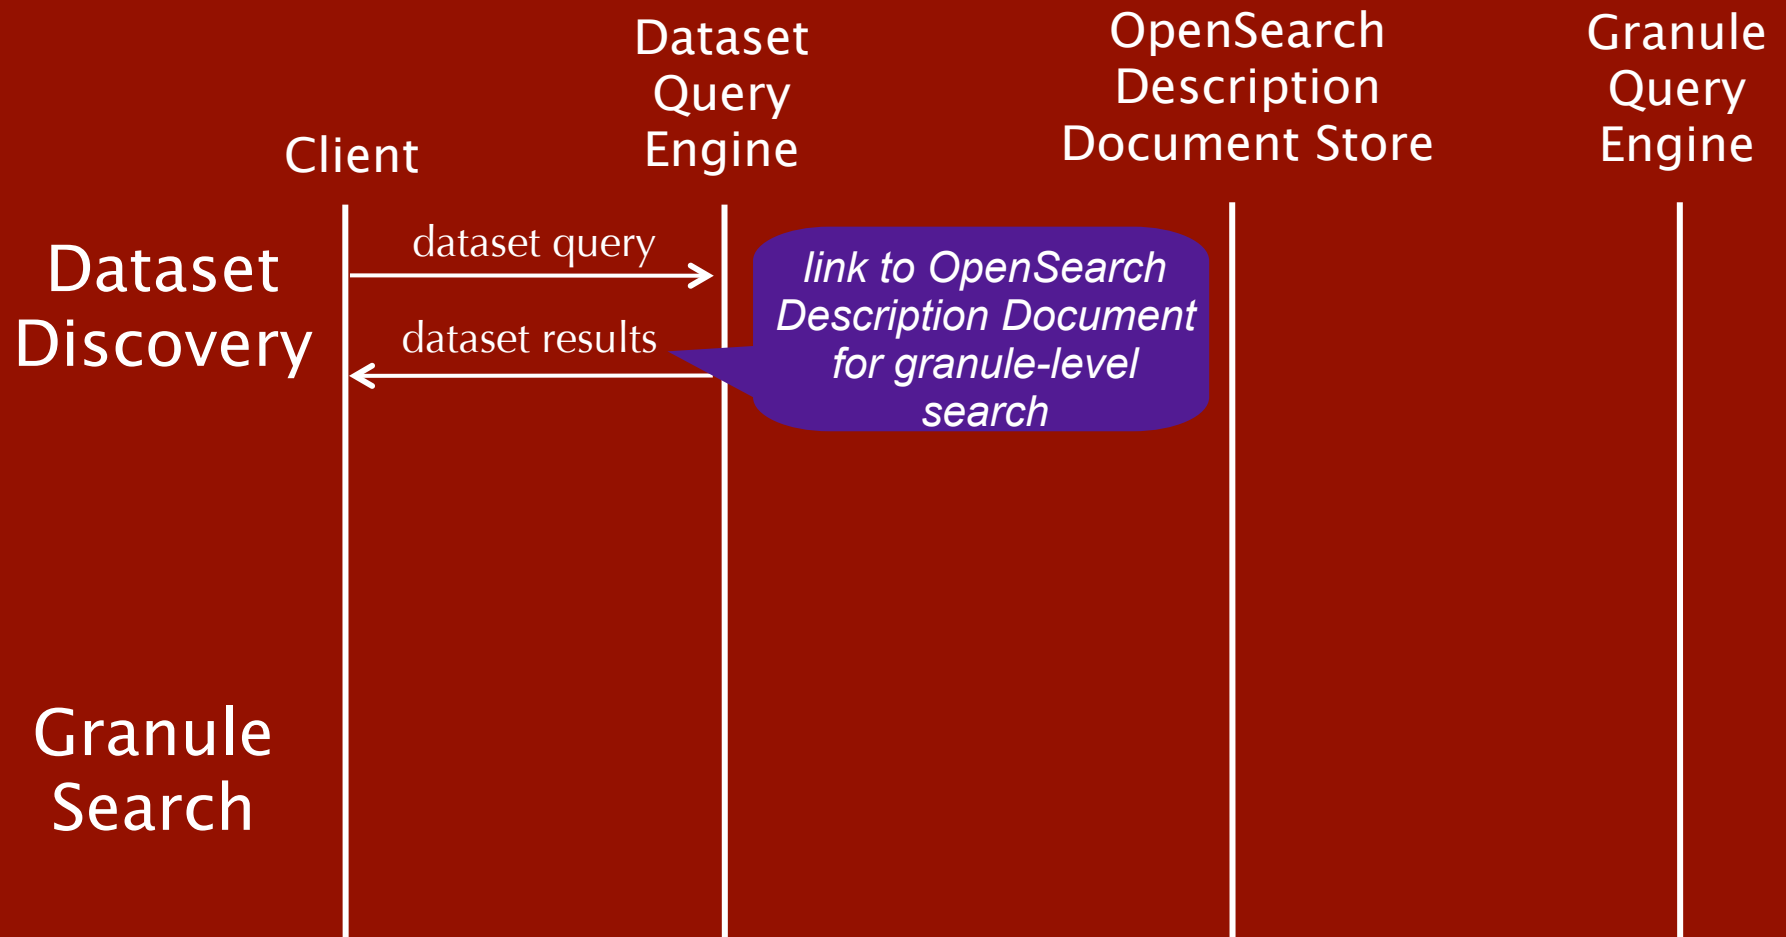 Client
Dataset
Query
Engine
OpenSearch
Description
Document Store
Granule
Query
Engine
Dataset
Discovery
dataset query
dataset results
link to OpenSearch
Description Document
for granule-level
search
Granule
Search